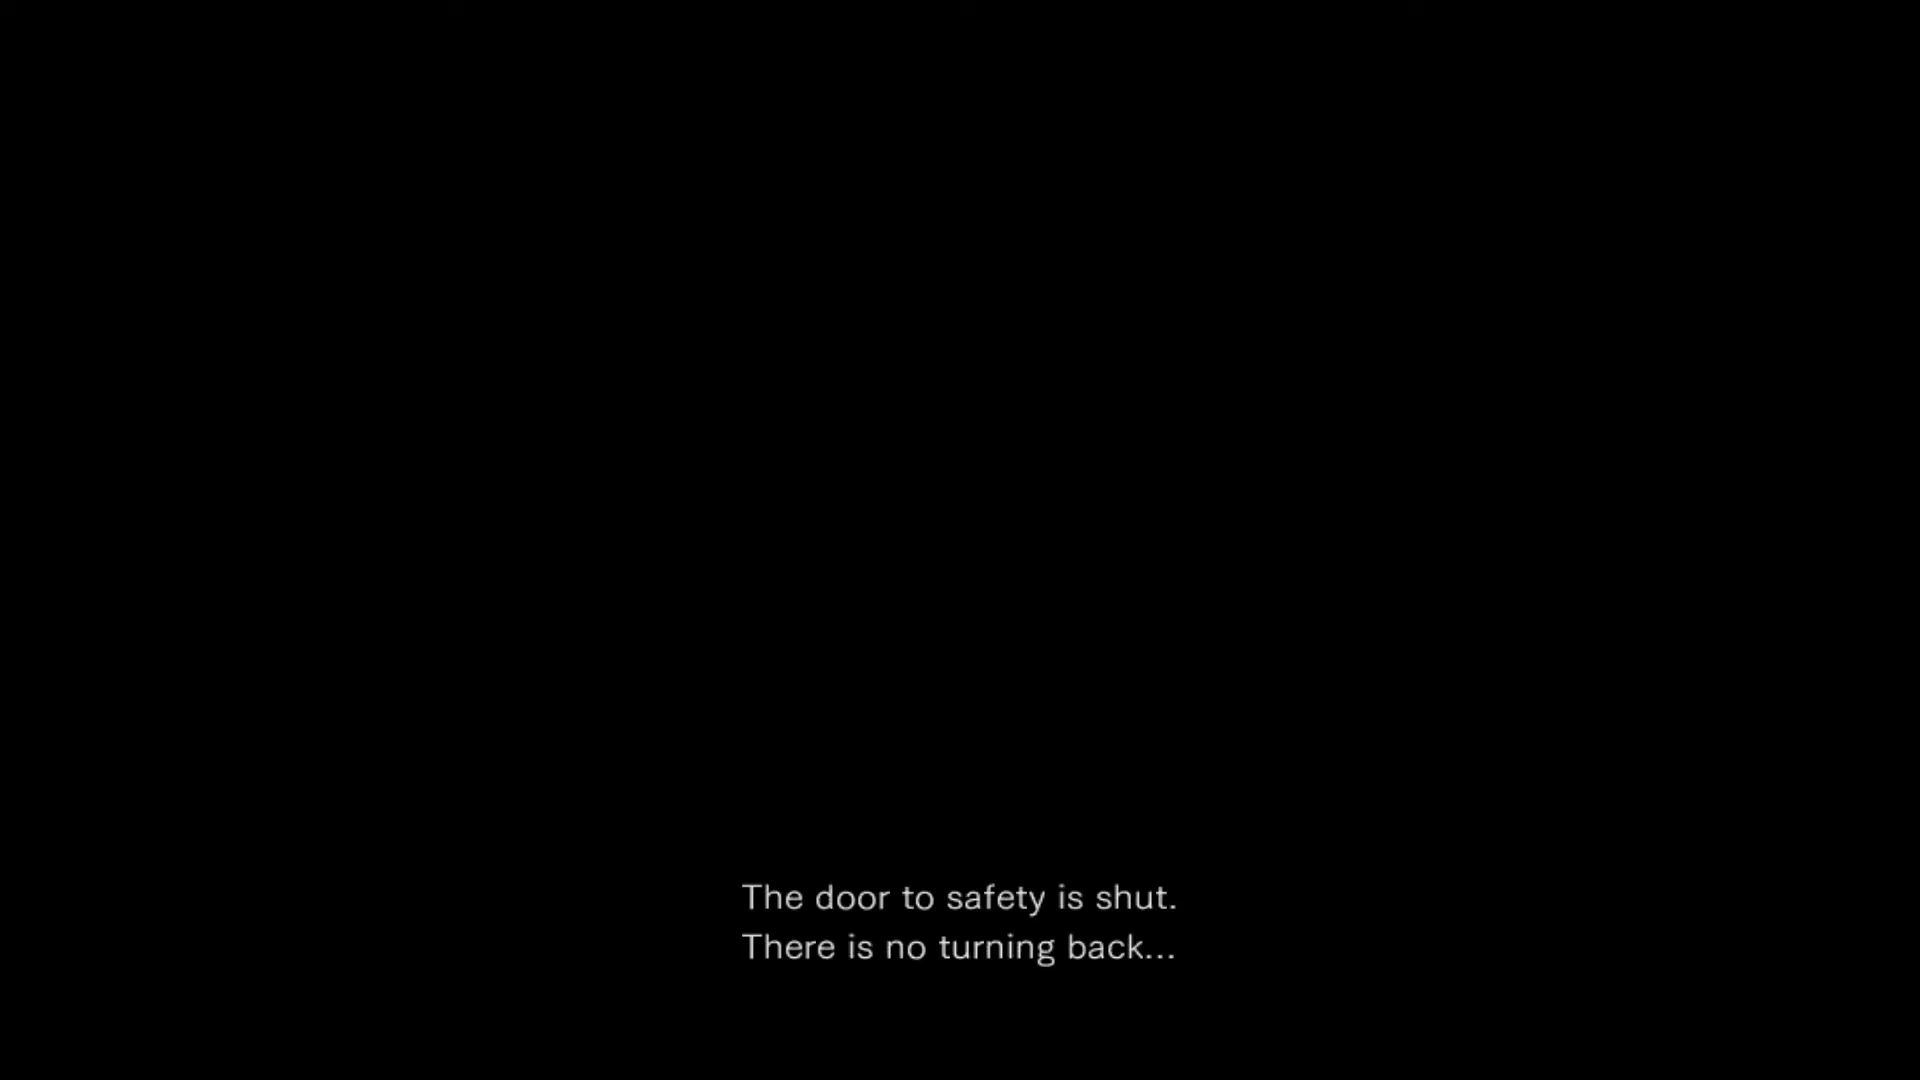 The door to safety is shut.
There is no turning back...